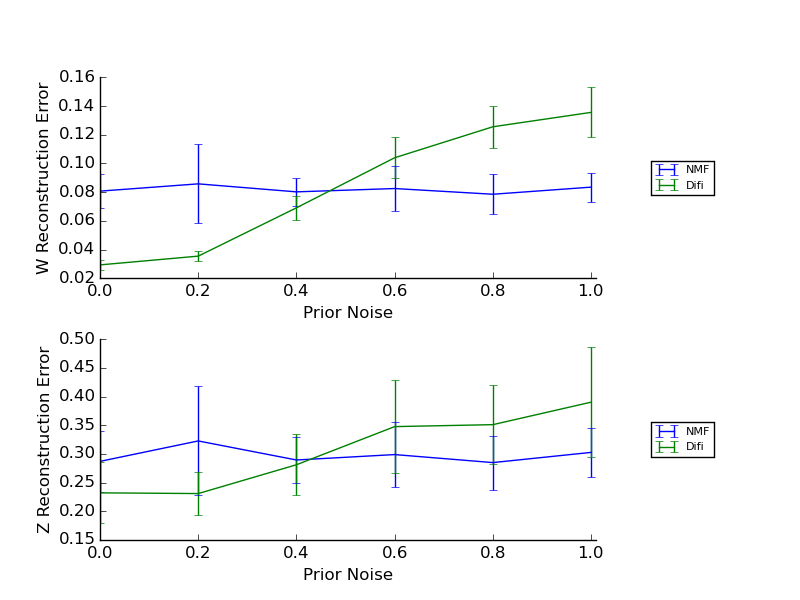 0.16
0.14
0.12
0.10
0.08
0.06
0.04
0.02
W Reconstruction Error
0.0 0.2 0.4 0.6 0.8 1.0
Prior Noise
NMF
Difi
0.50
0.45
0.40
0.35
0.30
0.25
0.20
0.15
Z Reconstruction Error
0.0 0.2 0.4 0.6 0.8 1.0
Prior Noise
NMF
Difi